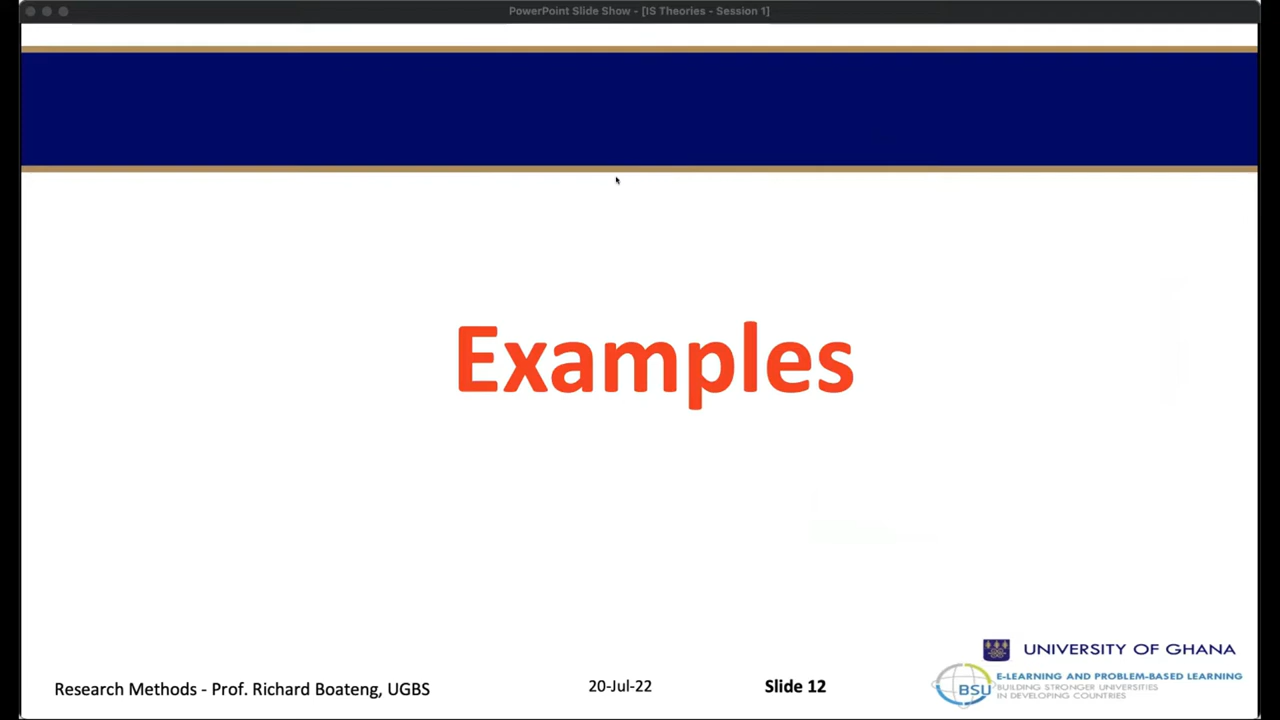 PowerPoint Slide Show - [IS Theories - Session 1]
Examples
UNIVERSITY OF GHANA
BSU
E-LEARNING AND PROBLEM-BASED LEARNING
BUILDING STRONGER UNIVERSITIES
IN DEVELOPING COUNTRIES
Research Methods - Prof. Richard Boateng, UGBS
20-Jul-22
Slide 12